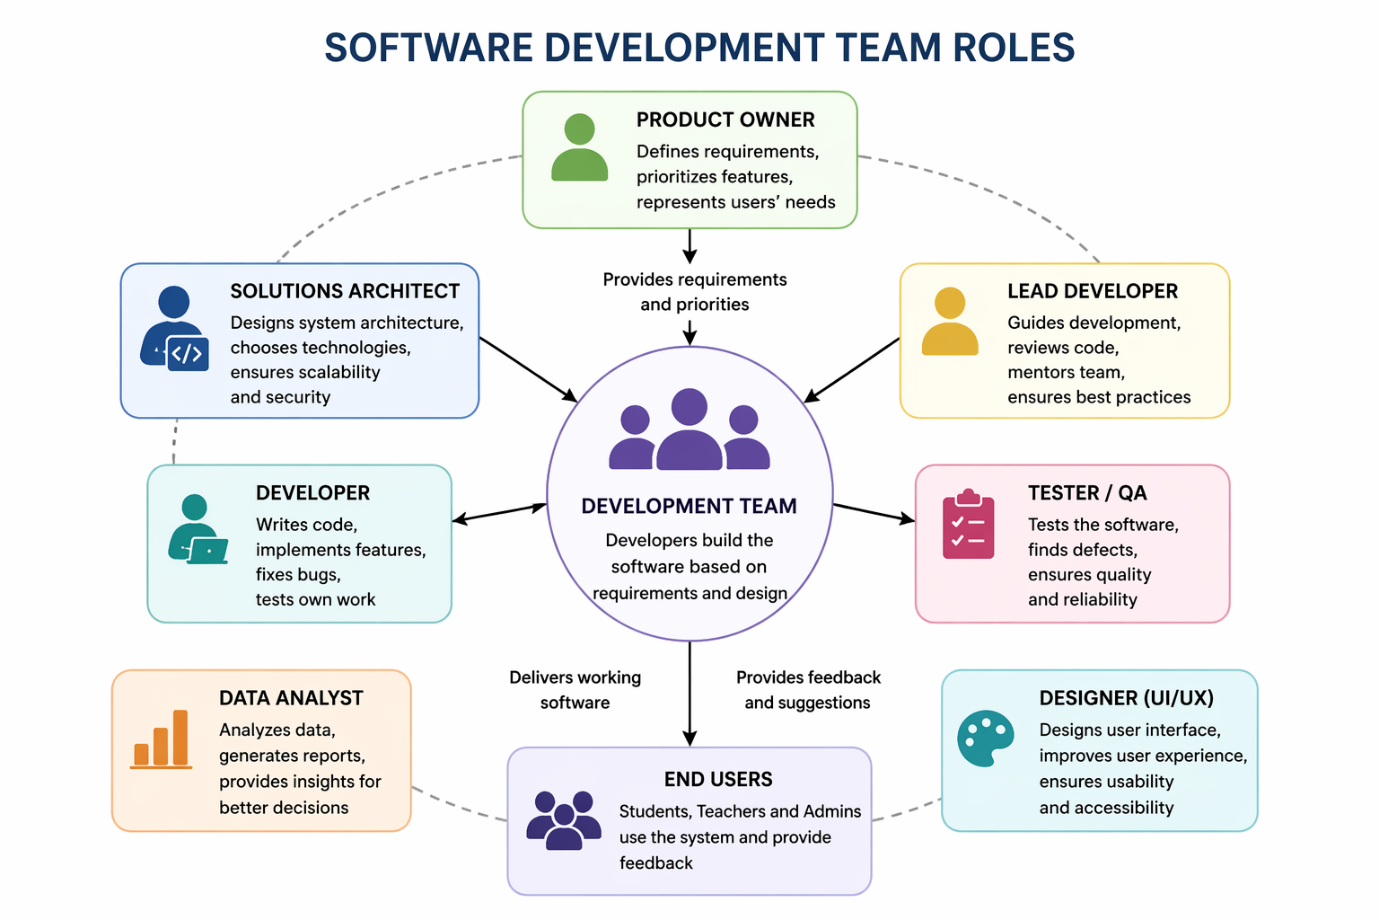 SOFTWARE DEVELOPMENT TEAM ROLES
PRODUCT OWNER
Defines requirements,
prioritizes features,
represents users’ needs
Provides requirements
and priorities
SOLUTIONS ARCHITECT
Designs system architecture,
chooses technologies,
ensures scalability
and security
</>
LEAD DEVELOPER
Guides development,
reviews code,
mentors team,
ensures best practices
DEVELOPER
Writes code,
implements features,
fixes bugs,
tests own work
DEVELOPMENT TEAM
Developers build the
software based on
requirements and design
TESTER / QA
Tests the software,
finds defects,
ensures quality
and reliability
Delivers working
software
Provides feedback
and suggestions
DATA ANALYST
Analyzes data,
generates reports,
provides insights for
better decisions
END USERS
Students, Teachers and Admins
use the system and provide
feedback
DESIGNER (UI/UX)
Designs user interface,
improves user experience,
ensures usability
and accessibility